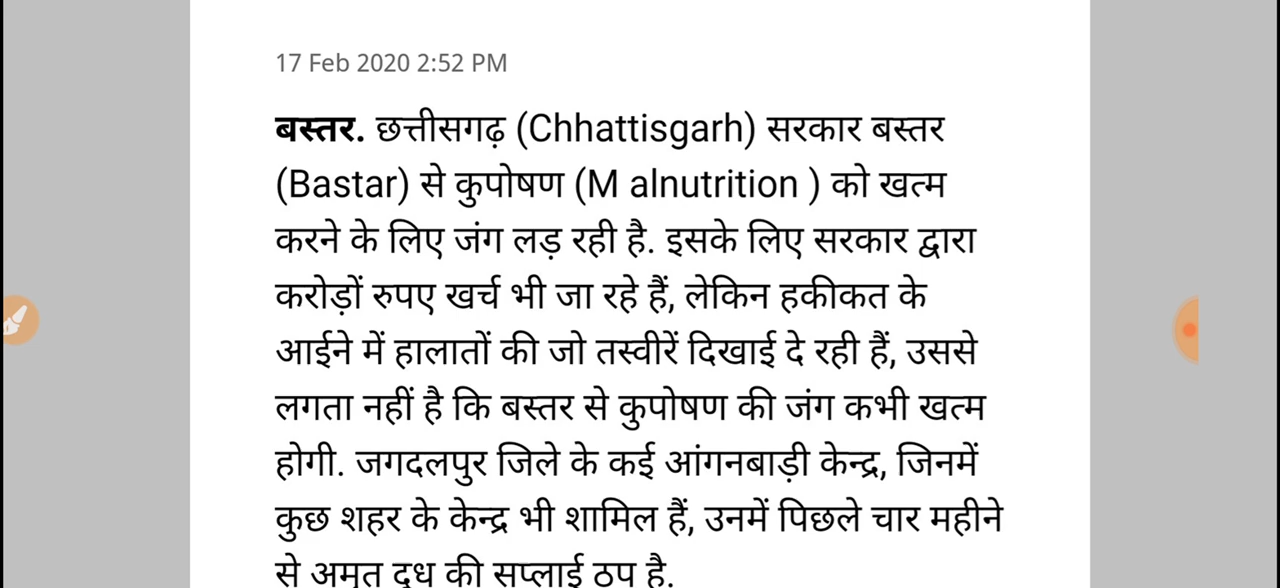 17 Feb 2020 2:52 PM
बस्तर. छत्तीसगढ़ (Chhattisgarh) सरकार बस्तर
(Bastar) से कुपोषण (M alnutrition ) को खत्म
करने के लिए जंग लड़ रही है. इसके लिए सरकार द्वारा
करोड़ों रुपए खर्च भी जा रहे हैं, लेकिन हकीकत के
आईने में हालातों की जो तस्वीरें दिखाई दे रही हैं, उससे
लगता नहीं है कि बस्तर से कुपोषण की जंग कभी खत्म
होगी. जगदलपुर जिले के कई आंगनबाड़ी केन्द्र, जिनमें
कुछ शहर के केन्द्र भी शामिल हैं, उनमें पिछले चार महीने
से अमृत दूध की सप्लाई ठप है.